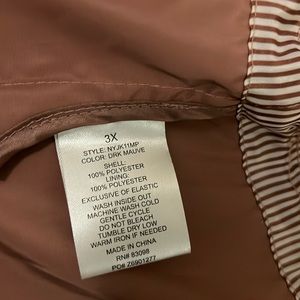 3X
STYLE: NYJK11MP
COLOR: DRK MAUVE
SHELL:
100% POLYESTER
LINING:
100% POLYESTER
EXCLUSIVE OF ELASTIC
WASH INSIDE OUT
MACHINE WASH COLD
GENTLE CYCLE
DO NOT BLEACH
TUMBLE DRY LOW
WARM IRON IF NEEDED
MADE IN CHINA
RN# 83098
PO# Z6901277